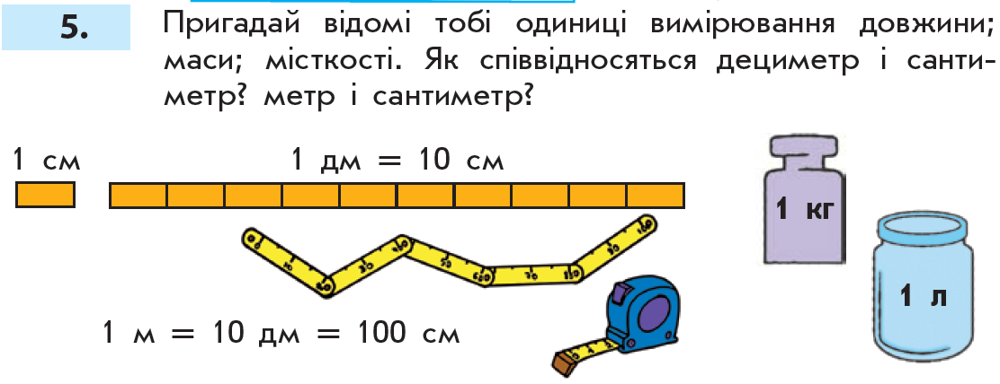 5.
Пригадай відомі тобі одиниці вимірювання довжини;
маси; місткості. Як співвідносяться дециметр і санти-
метр? метр і сантиметр?
1 см
1 дм = 10 см
1 кг
1 л
1 м = 10 дм = 100 см